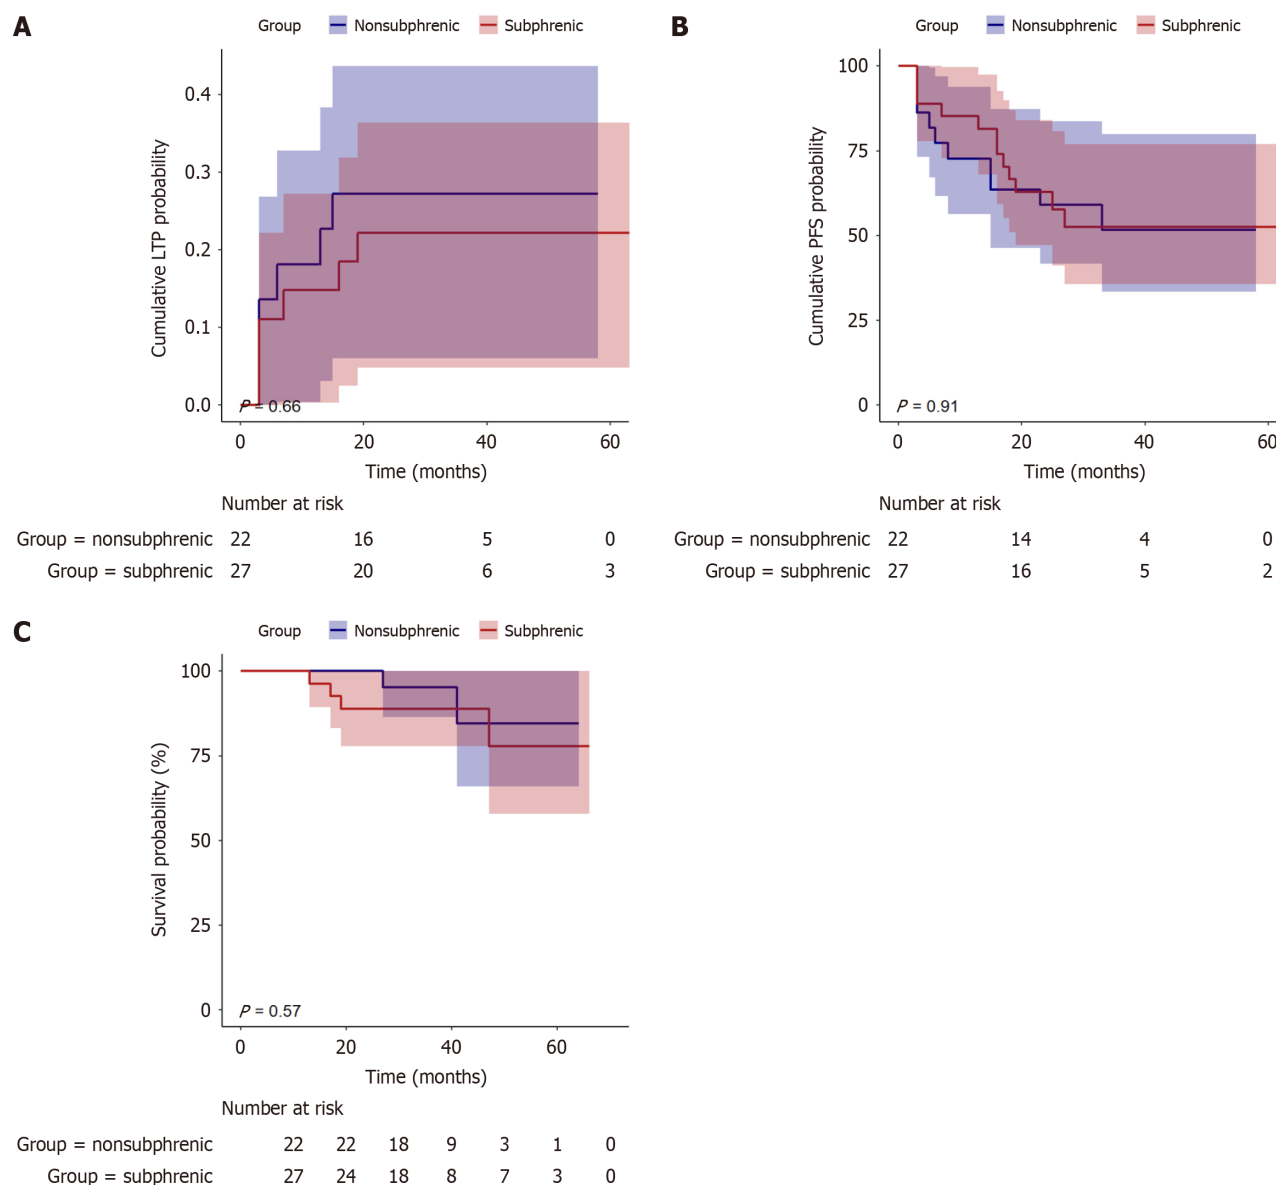 A
Group Nonsubphrenic Subphrenic
Cumulative LTP probability
0.4
0.3
0.2
0.1
0.0
P = 0.66
0 20 40 60
Time (months)
Number at risk
Group = nonsubphrenic 22 16 5 0
Group = subphrenic 27 20 6 3
B
Group Nonsubphrenic Subphrenic
Cumulative PFS probability
100
75
50
25
0
P = 0.91
0 20 40 60
Time (months)
Number at risk
Group = nonsubphrenic 22 14 4 0
Group = subphrenic 27 16 5 2
C
Group Nonsubphrenic Subphrenic
Survival probability (%)
100
75
50
25
0
P = 0.57
0 20 40 60
Time (months)
Number at risk
Group = nonsubphrenic 22 22 18 9 3 1 0
Group = subphrenic 27 24 18 8 7 3 0